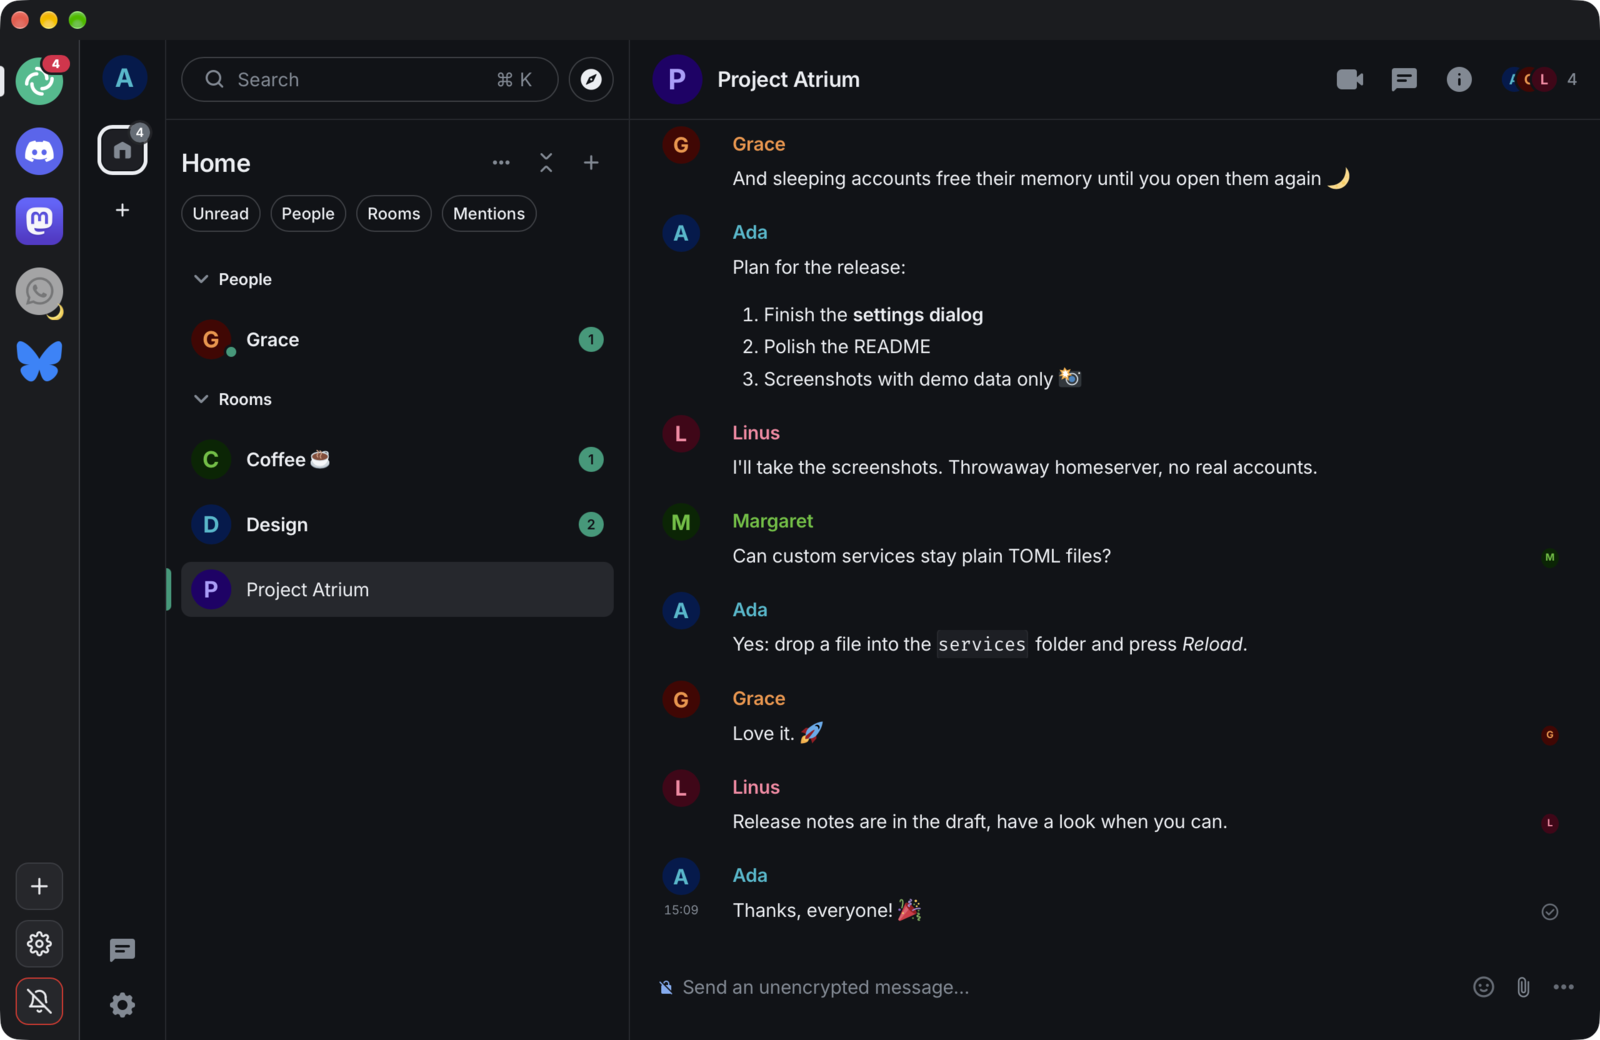 4
A
4
Search
⌘ K
Home
Unread
People
Rooms
Mentions
People
G
Grace
1
Rooms
C
Coffee ☕
1
D
Design
2
P
Project Atrium
P
Project Atrium
A
L
4
G
Grace
And sleeping accounts free their memory until you open them again 🌙
A
Ada
Plan for the release:
1. Finish the settings dialog
2. Polish the README
3. Screenshots with demo data only 📸
L
Linus
I'll take the screenshots. Throwaway homeserver, no real accounts.
M
Margaret
Can custom services stay plain TOML files?
M
A
Ada
Yes: drop a file into the services folder and press Reload.
G
Grace
Love it. 🚀
G
L
Linus
Release notes are in the draft, have a look when you can.
L
A
Ada
15:09
Thanks, everyone! 🎉
Send an unencrypted message...